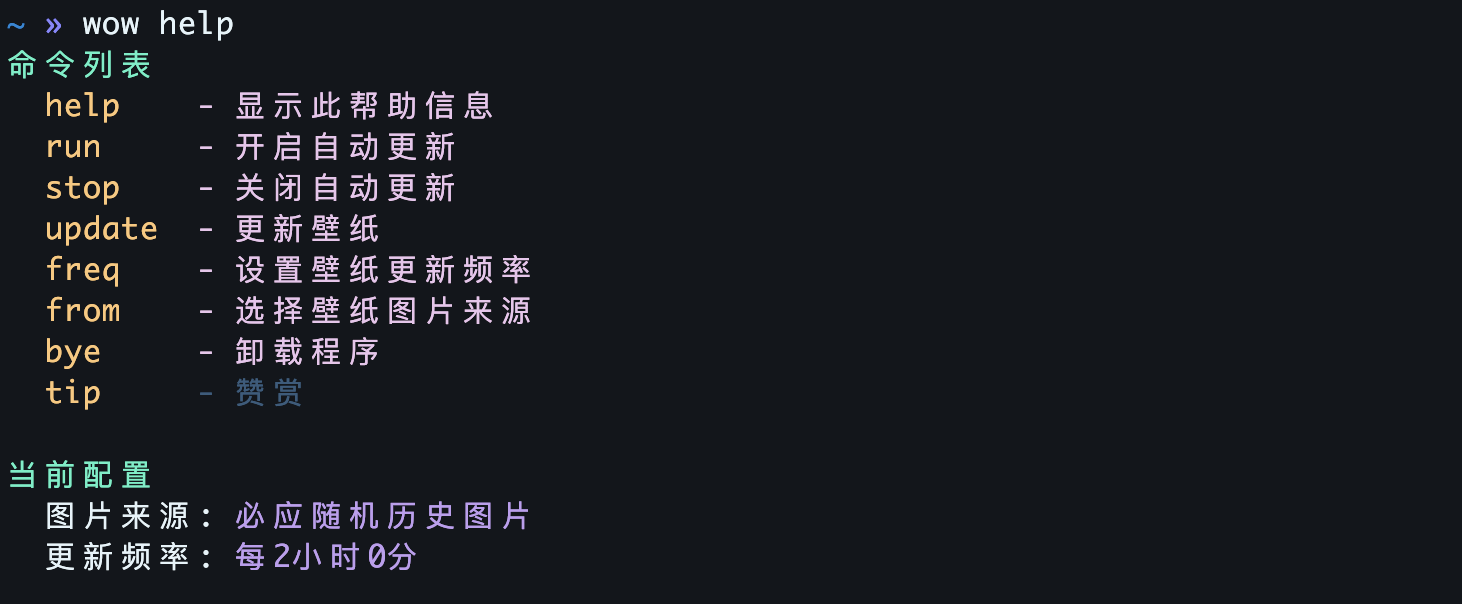 ~ » wow help
命令列表
help - 显示此帮助信息
run - 开启自动更新
stop - 关闭自动更新
update - 更新壁纸
freq - 设置壁纸更新频率
from - 选择壁纸图片来源
bye - 卸载程序
tip - 赞赏
当前配置
图片来源: 必应随机历史图片
更新频率: 每2小时0分